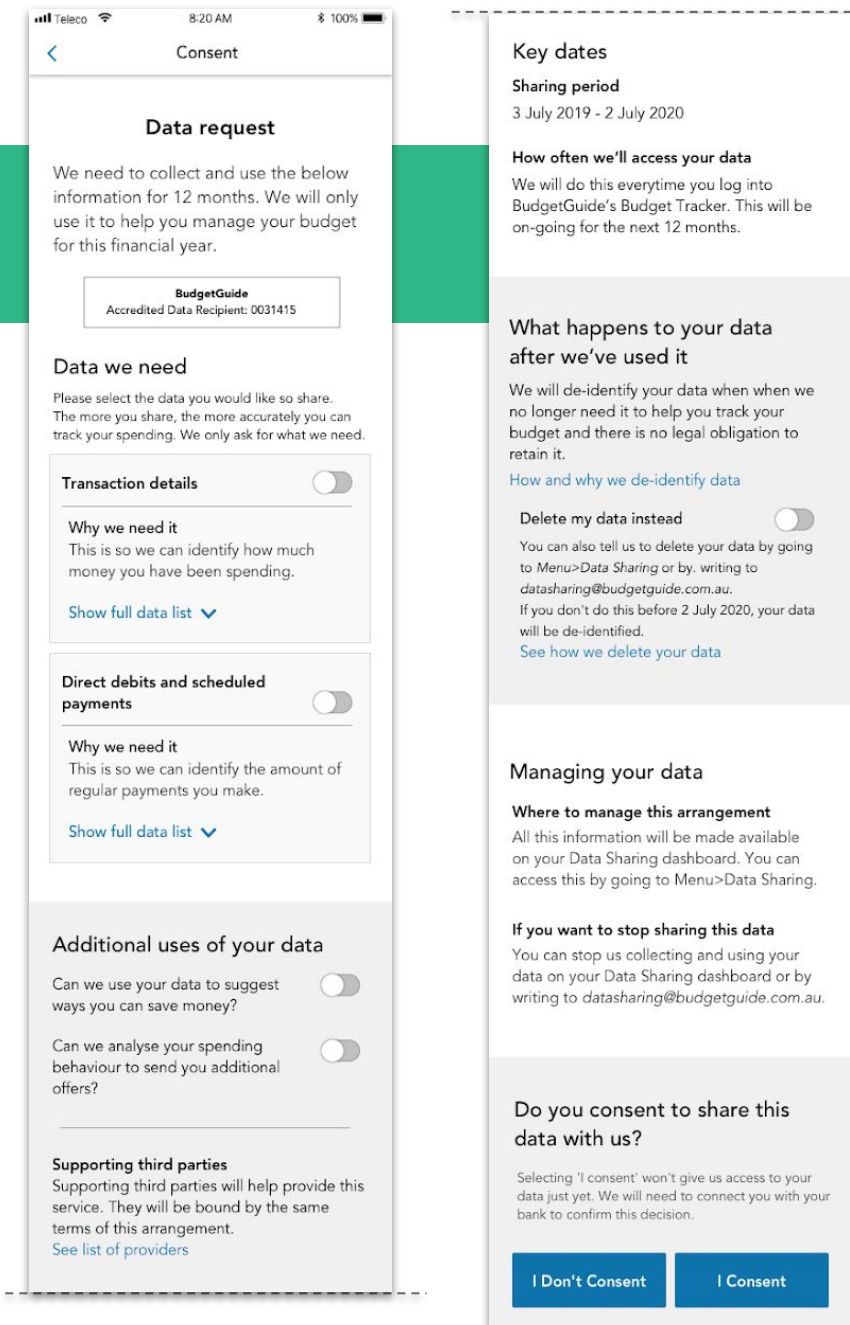 Teleco 8:20 AM 100%
Consent
Data request
We need to collect and use the below
information for 12 months. We will only
use it to help you manage your budget
for this financial year.
BudgetGuide
Accredited Data Recipient: 0031415
Data we need
Please select the data you would like so share.
The more you share, the more accurately you can
track your spending. We only ask for what we need.
Transaction details
Why we need it
This is so we can identify how much
money you have been spending.
Show full data list
Direct debits and scheduled
payments
Why we need it
This is so we can identify the amount of
regular payments you make.
Show full data list
Additional uses of your data
Can we use your data to suggest
ways you can save money?
Can we analyse your spending
behaviour to send you additional
offers?
Supporting third parties
Supporting third parties will help provide this
service. They will be bound by the same
terms of this arrangement.
See list of providers
Key dates
Sharing period
3 July 2019 - 2 July 2020
How often we'll access your data
We will do this everytime you log into
BudgetGuide's Budget Tracker. This will be
on-going for the next 12 months.
What happens to your data
after we've used it
We will de-identify your data when when we
no longer need it to help you track your
budget and there is no legal obligation to
retain it.
How and why we de-identify data
Delete my data instead
You can also tell us to delete your data by going
to Menu>Data Sharing or by. writing to
datasharing@budgetguide.com.au.
If you don't do this before 2 July 2020, your data
will be de-identified.
See how we delete your data
Managing your data
Where to manage this arrangement
All this information will be made available
on your Data Sharing dashboard. You can
access this by going to Menu>Data Sharing.
If you want to stop sharing this data
You can stop us collecting and using your
data on your Data Sharing dashboard or by
writing to datasharing@budgetguide.com.au.
Do you consent to share this
data with us?
Selecting 'I consent' won't give us access to your
data just yet. We will need to connect you with your
bank to confirm this decision.
I Don't Consent
I Consent